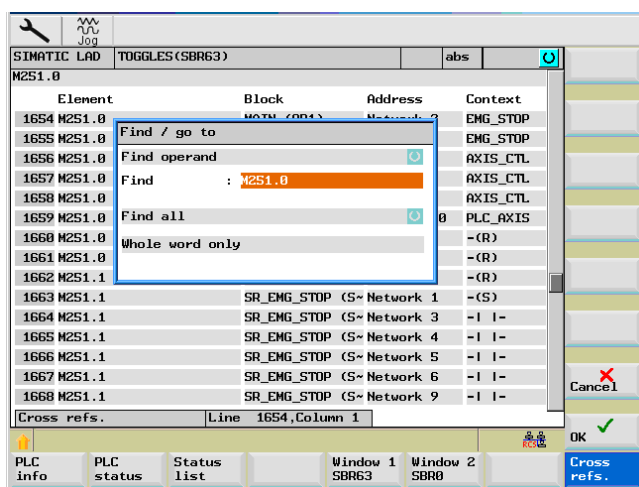 Jog
SIMATIC LAD TOGGLES(SBR63) abs
M251.0
Element Block Address Context
1654 M251.0 MAIN (OB1) Network 2 EMG_STOP
1655 M251.0 EMG_STOP
1656 M251.0 AXIS_CTL
1657 M251.0 AXIS_CTL
1658 M251.0 AXIS_CTL
1659 M251.0 0 PLC_AXIS
1660 M251.0 -(R)
1661 M251.0 -(R)
1662 M251.1 -(R)
1663 M251.1 SR_EMG_STOP (S~ Network 1 -(S)
1664 M251.1 SR_EMG_STOP (S~ Network 3 -| |-
1665 M251.1 SR_EMG_STOP (S~ Network 4 -| |-
1666 M251.1 SR_EMG_STOP (S~ Network 5 -| |-
1667 M251.1 SR_EMG_STOP (S~ Network 6 -| |-
1668 M251.1 SR_EMG_STOP (S~ Network 9 -| |-
Find / go to
Find operand
Find : M251.0
Find all
Whole word only
Cross refs. Line 1654,Column 1
Cancel
OK
RCS
PLC info
PLC status
Status list
Window 1 SBR63
Window 2 SBR0
Cross refs.